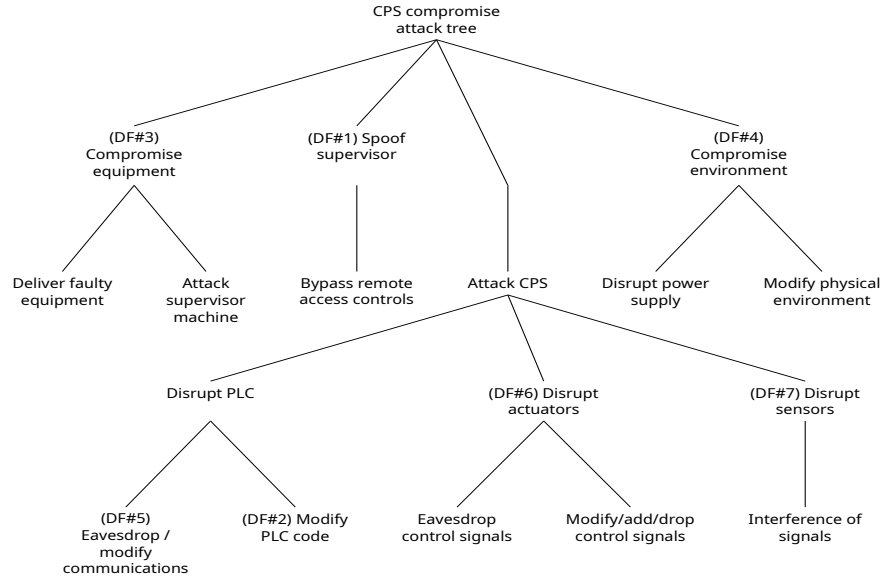 CPS compromise
attack tree
(DF#3)
Compromise
equipment
(DF#1) Spoof
supervisor
(DF#4)
Compromise
environment
Deliver faulty
equipment
Attack
supervisor
machine
Bypass remote
access controls
Attack CPS
Disrupt power
supply
Modify physical
environment
Disrupt PLC
(DF#6) Disrupt
actuators
(DF#7) Disrupt
sensors
(DF#5)
Eavesdrop /
modify
communications
(DF#2) Modify
PLC code
Eavesdrop
control signals
Modify/add/drop
control signals
Interference of
signals